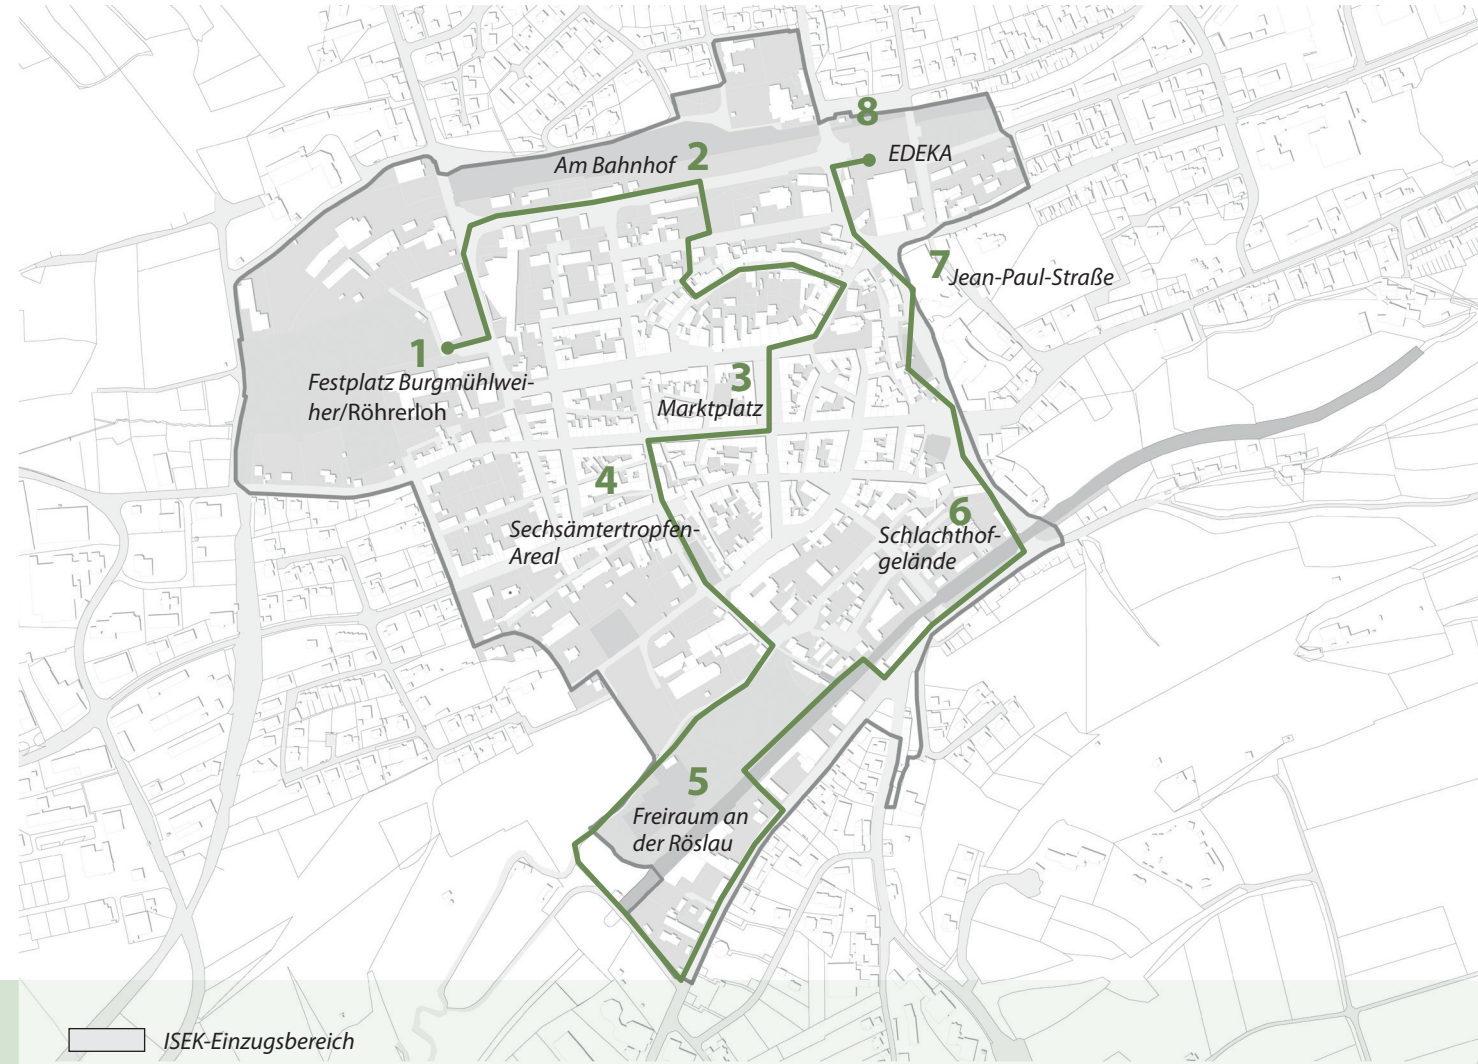 8
EDEKA
Am Bahnhof 2
7
Jean-Paul-Straße
1
Festplatz Burgmühlwei-
her/Röhrerloh
3
Marktplatz
4
Sechsämtertropfen-
Areal
6
Schlachthof-
gelände
5
Freiraum an
der Röslau
ISEK-Einzugsbereich